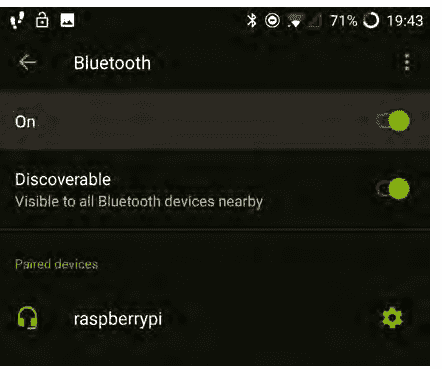 71% 19:43
Bluetooth
On
Discoverable
Visible to all Bluetooth devices nearby
Paired devices
raspberrypi